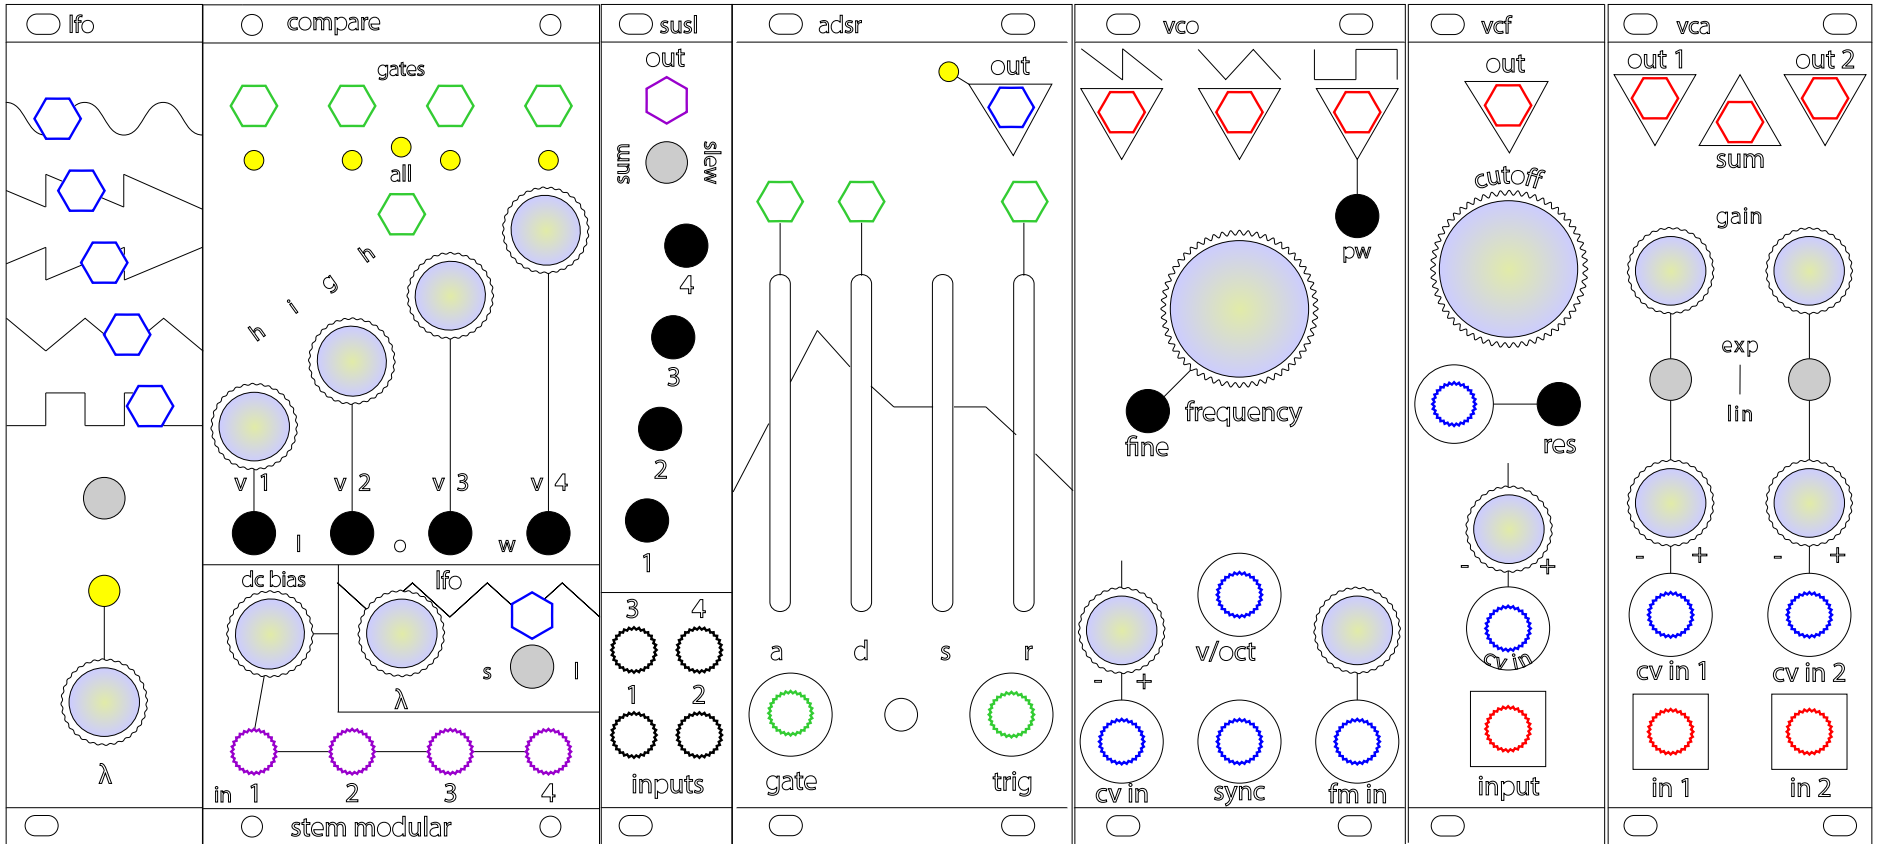 lfo
λ
compare
gates
all
h i g h
v 1 v 2 v 3 v 4
l o w
dc bias
lfo
s l
λ
in 1 2 3 4
stem modular
susl
out
sum slew
4
3
2
1
3 4
1 2
inputs
adsr
out
a d s r
gate trig
vco
pw
frequency
fine
v/oct
- +
cv in sync fm in
vcf
out
cutoff
res
- +
cv in
input
vca
out 1 out 2
sum
gain
exp
lin
- + - +
cv in 1 cv in 2
in 1 in 2